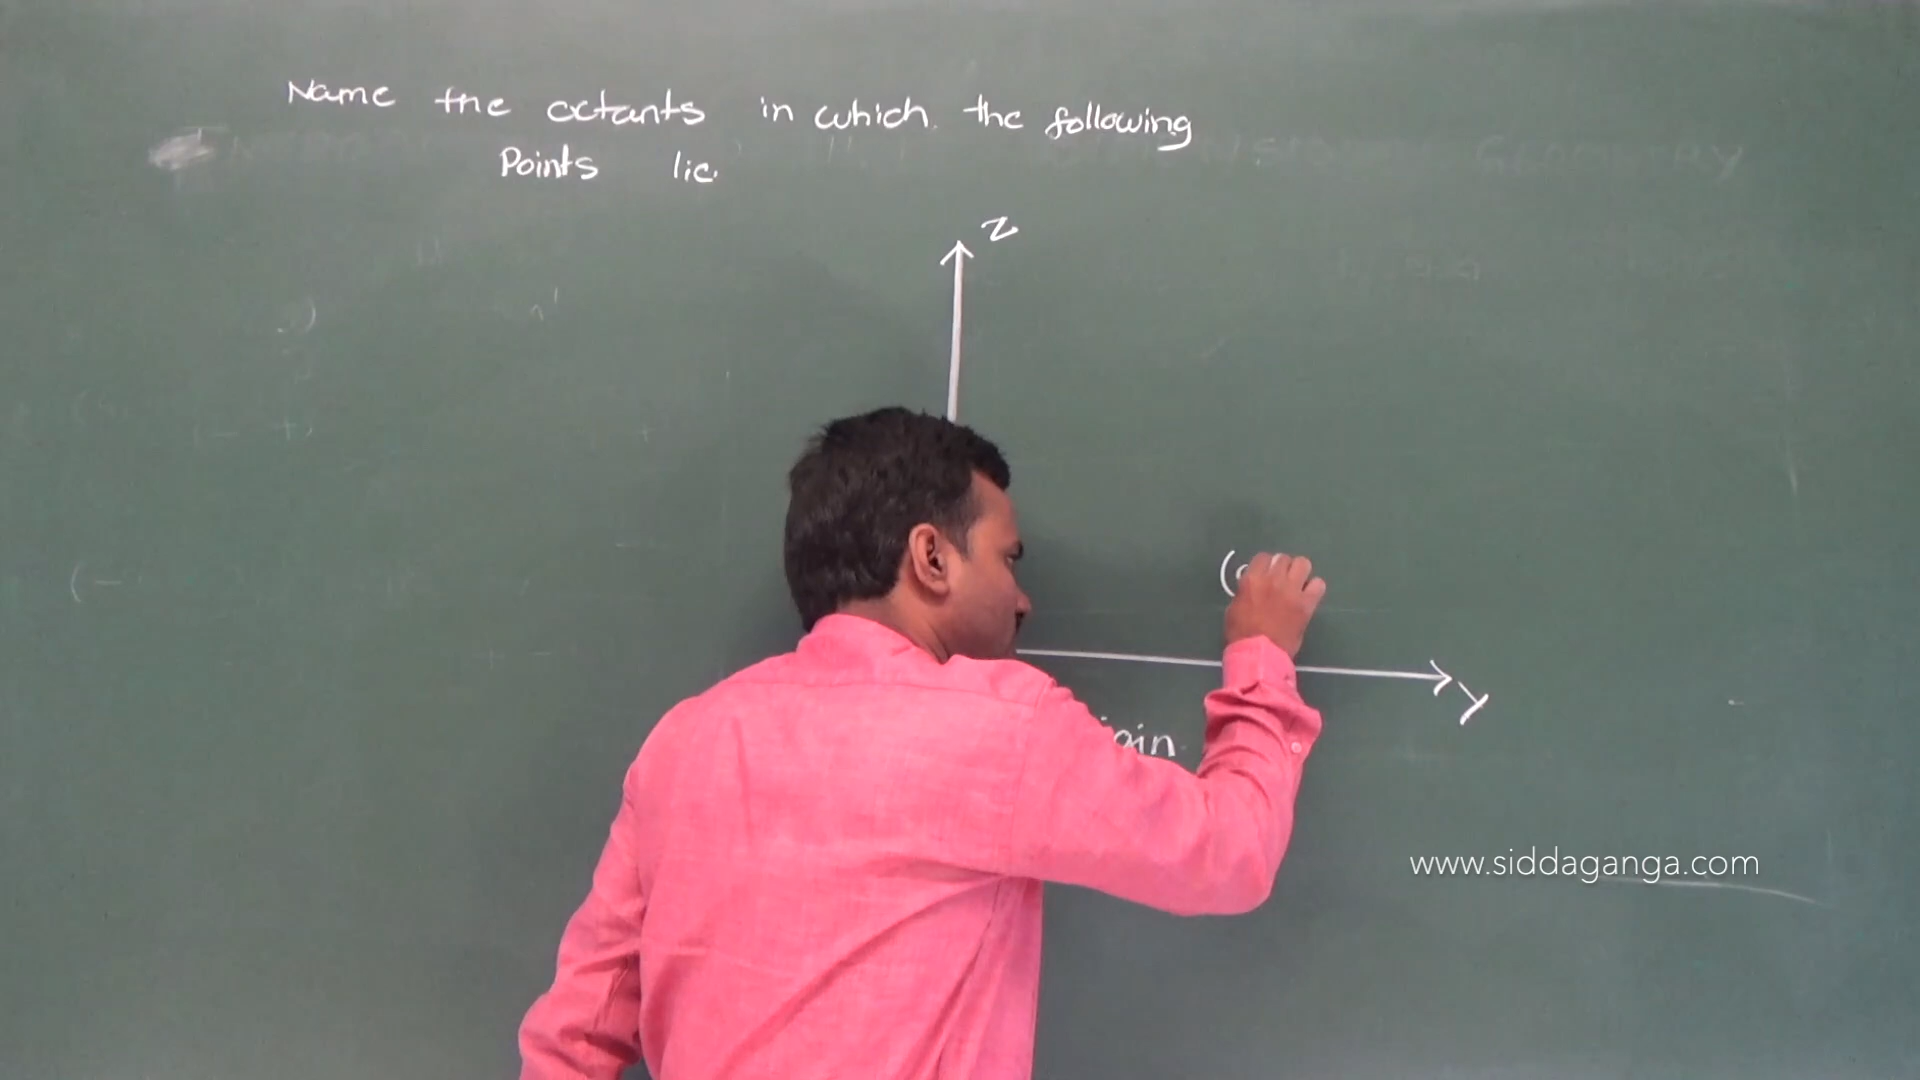 Name the octants in which the following
Points lie.
Z
(
Y
www.siddaganga.com